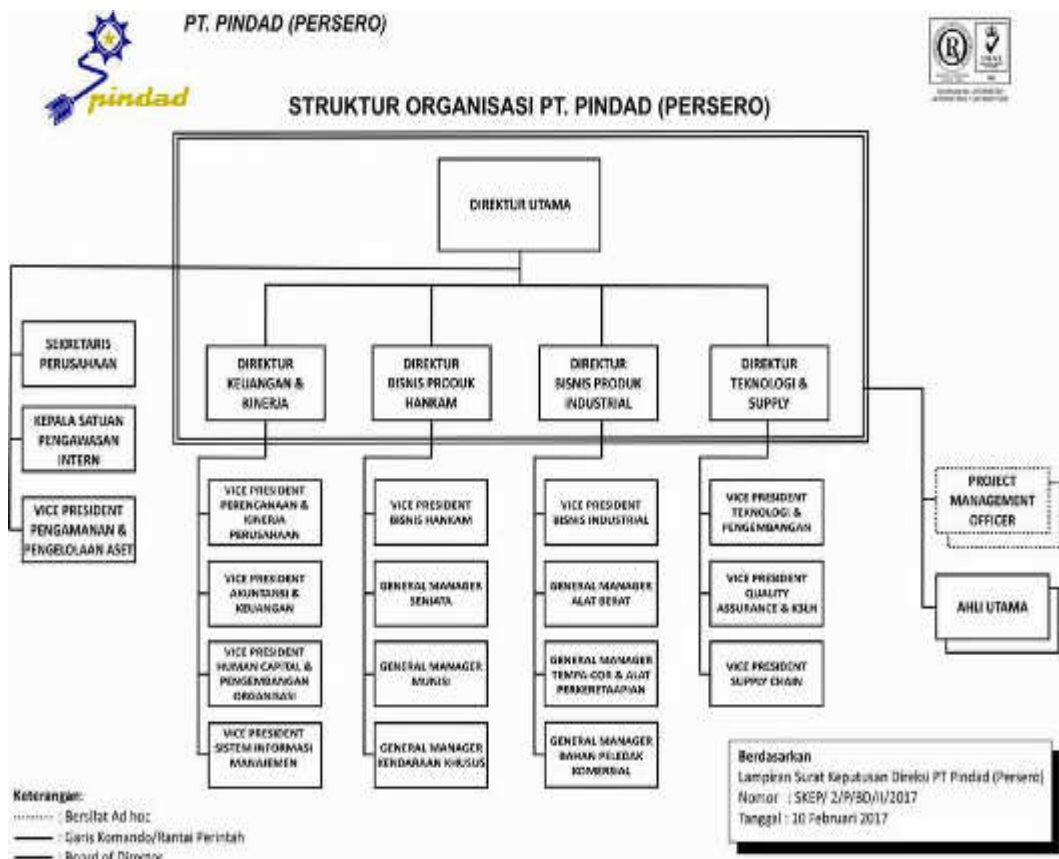 PT. PINDAD (PERSERO)
pindad
STRUKTUR ORGANISASI PT. PINDAD (PERSERO)
DIREKTUR UTAMA
SEKRETARIS
PERUSAHAAN
KEPALA SATUAN
PENGAWASAN
INTERN
VICE PRESIDENT
PENGAMANAN &
PENGELOLAAN ASET
DIREKTUR
KEUANGAN &
KINERJA
DIREKTUR
BISNIS PRODUK
HANKAM
DIREKTUR
BISNIS PRODUK
INDUSTRIAL
DIREKTUR
TEKNOLOGI &
SUPPLY
VICE PRESIDENT
PERENCANAAN &
KINERJA
PERUSAHAAN
VICE PRESIDENT
AKUNTANSI &
KEUANGAN
VICE PRESIDENT
HUMAN CAPITAL &
PENGEMBANGAN
ORGANISASI
VICE PRESIDENT
SISTEM INFORMASI
MANAJEMEN
VICE PRESIDENT
BISNIS HANKAM
GENERAL MANAGER
SENJATA
GENERAL MANAGER
MUNISI
GENERAL MANAGER
KENDARAAN KHUSUS
VICE PRESIDENT
BISNIS INDUSTRIAL
GENERAL MANAGER
ALAT BERAT
GENERAL MANAGER
TEMPA-COR & ALAT
PERKERETAAPIAN
GENERAL MANAGER
BAHAN PELEDAK
KOMERSIAL
VICE PRESIDENT
TEKNOLOGI &
PENGEMBANGAN
VICE PRESIDENT
QUALITY
ASSURANCE & K3LH
VICE PRESIDENT
SUPPLY CHAIN
PROJECT
MANAGEMENT
OFFICER
AHLI UTAMA
Keterangan:
: Bersifat Ad hoc
: Garis Komando/Rantai Perintah
: Board of Director
Berdasarkan
Lampiran Surat Keputusan Direksi PT Pindad (Persero)
Nomor : SKEP/ 2/P/BD/II/2017
Tanggal : 10 Februari 2017